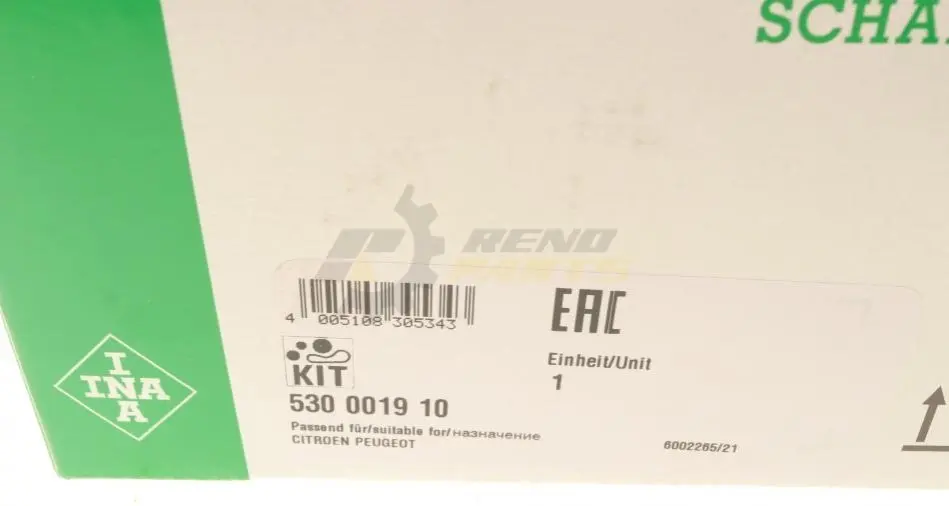 SCHA
RENO
PARTS
4 005108 305343
EAC
Einheit/Unit
1
KIT
530 0019 10
Passend für/suitable for/назначение
CITROEN PEUGEOT
6002265/21
I
INA
A